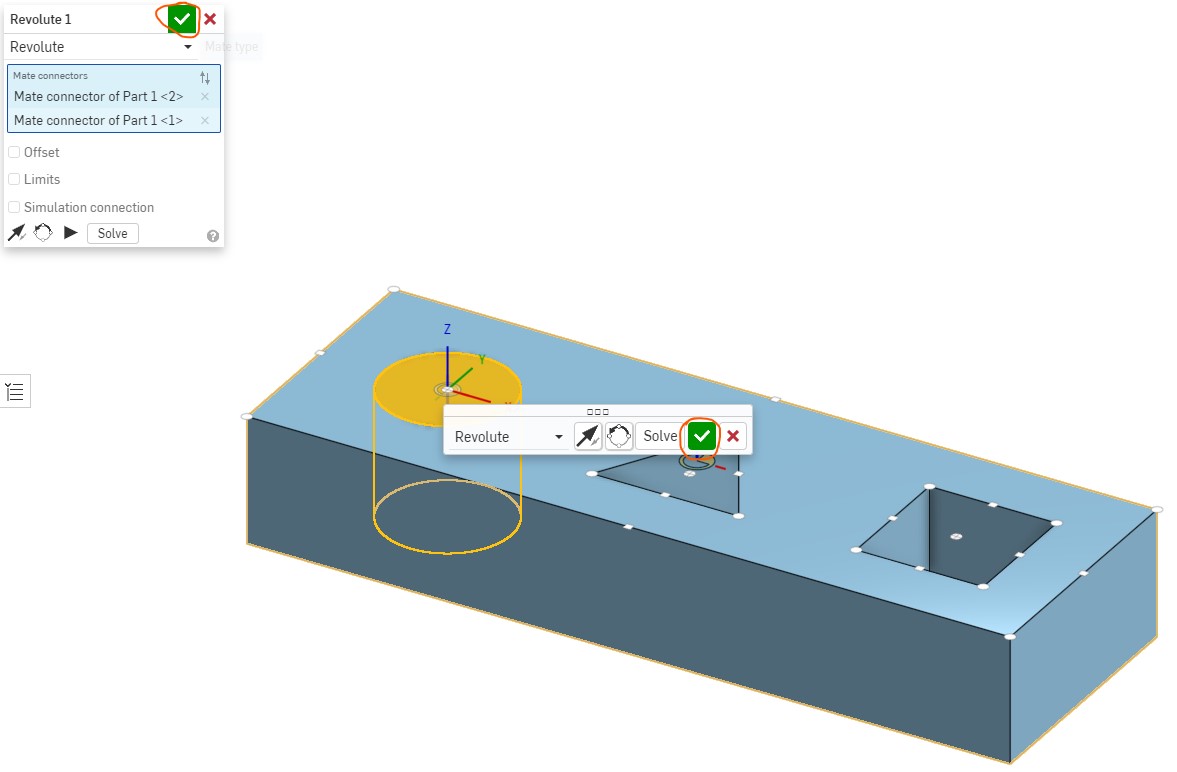 Revolute 1
Revolute
Mate type
Mate connectors
Mate connector of Part 1 <2>
Mate connector of Part 1 <1>
Offset
Limits
Simulation connection
Solve
Z
Y
Revolute
Solve